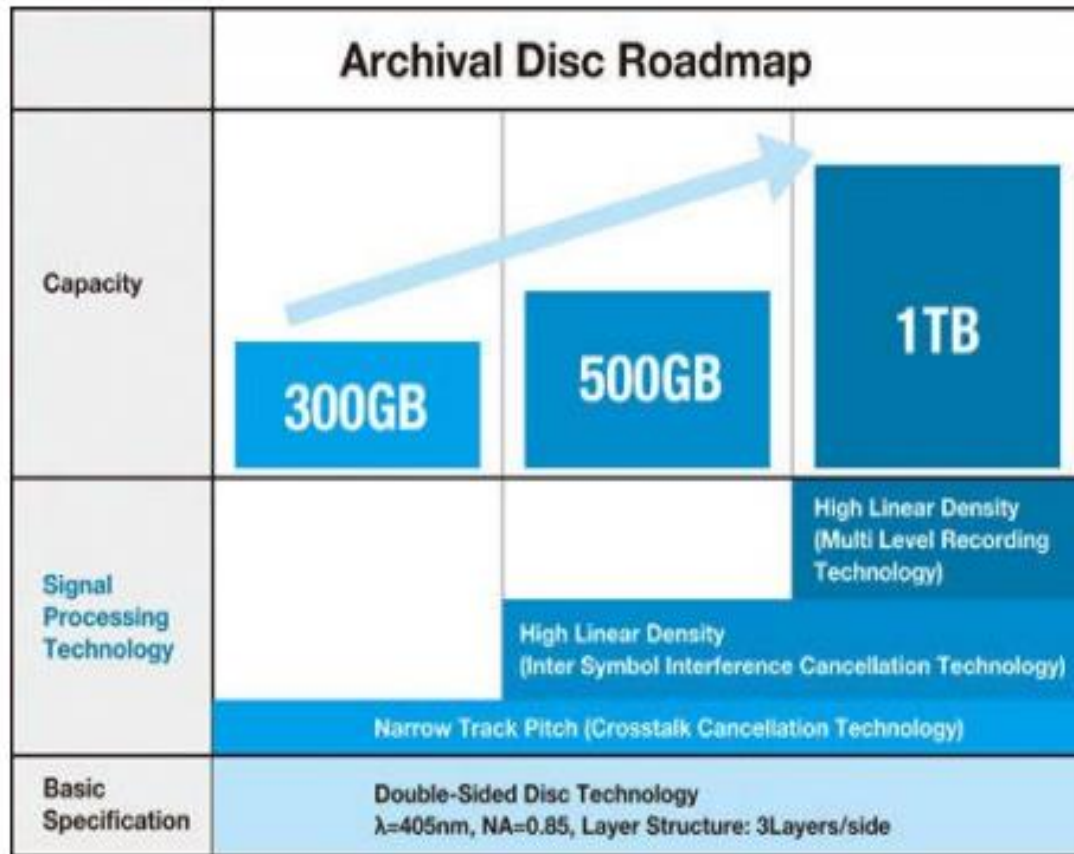 Archival Disc Roadmap
Capacity
300GB
500GB
1TB
Signal
Processing
Technology
High Linear Density
(Multi Level Recording
Technology)
High Linear Density
(Inter Symbol Interference Cancellation Technology)
Narrow Track Pitch (Crosstalk Cancellation Technology)
Basic
Specification
Double-Sided Disc Technology
λ=405nm, NA=0.85, Layer Structure: 3Layers/side